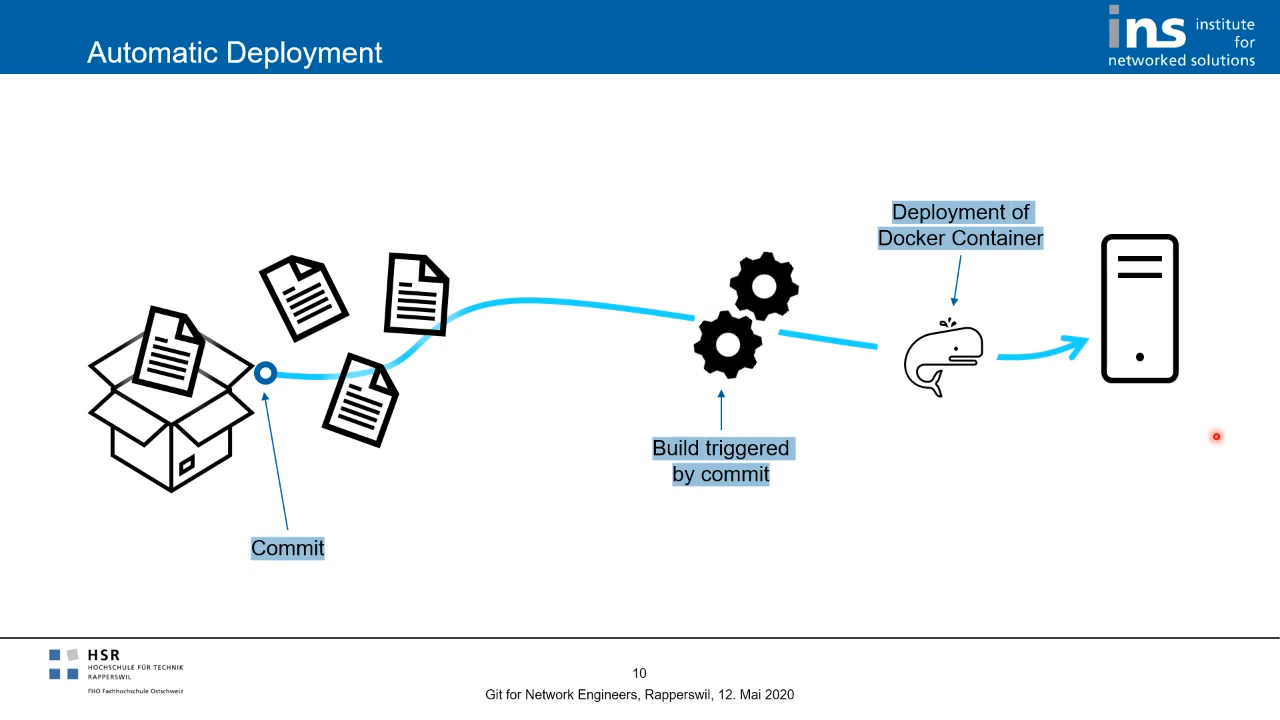 Automatic Deployment
ins institute
for
networked solutions
Deployment of
Docker Container
Build triggered
by commit
Commit
HSR
HOCHSCHULE FÜR TECHNIK
RAPPERSWIL
FHO Fachhochschule Ostschweiz
10
Git for Network Engineers, Rapperswil, 12. Mai 2020